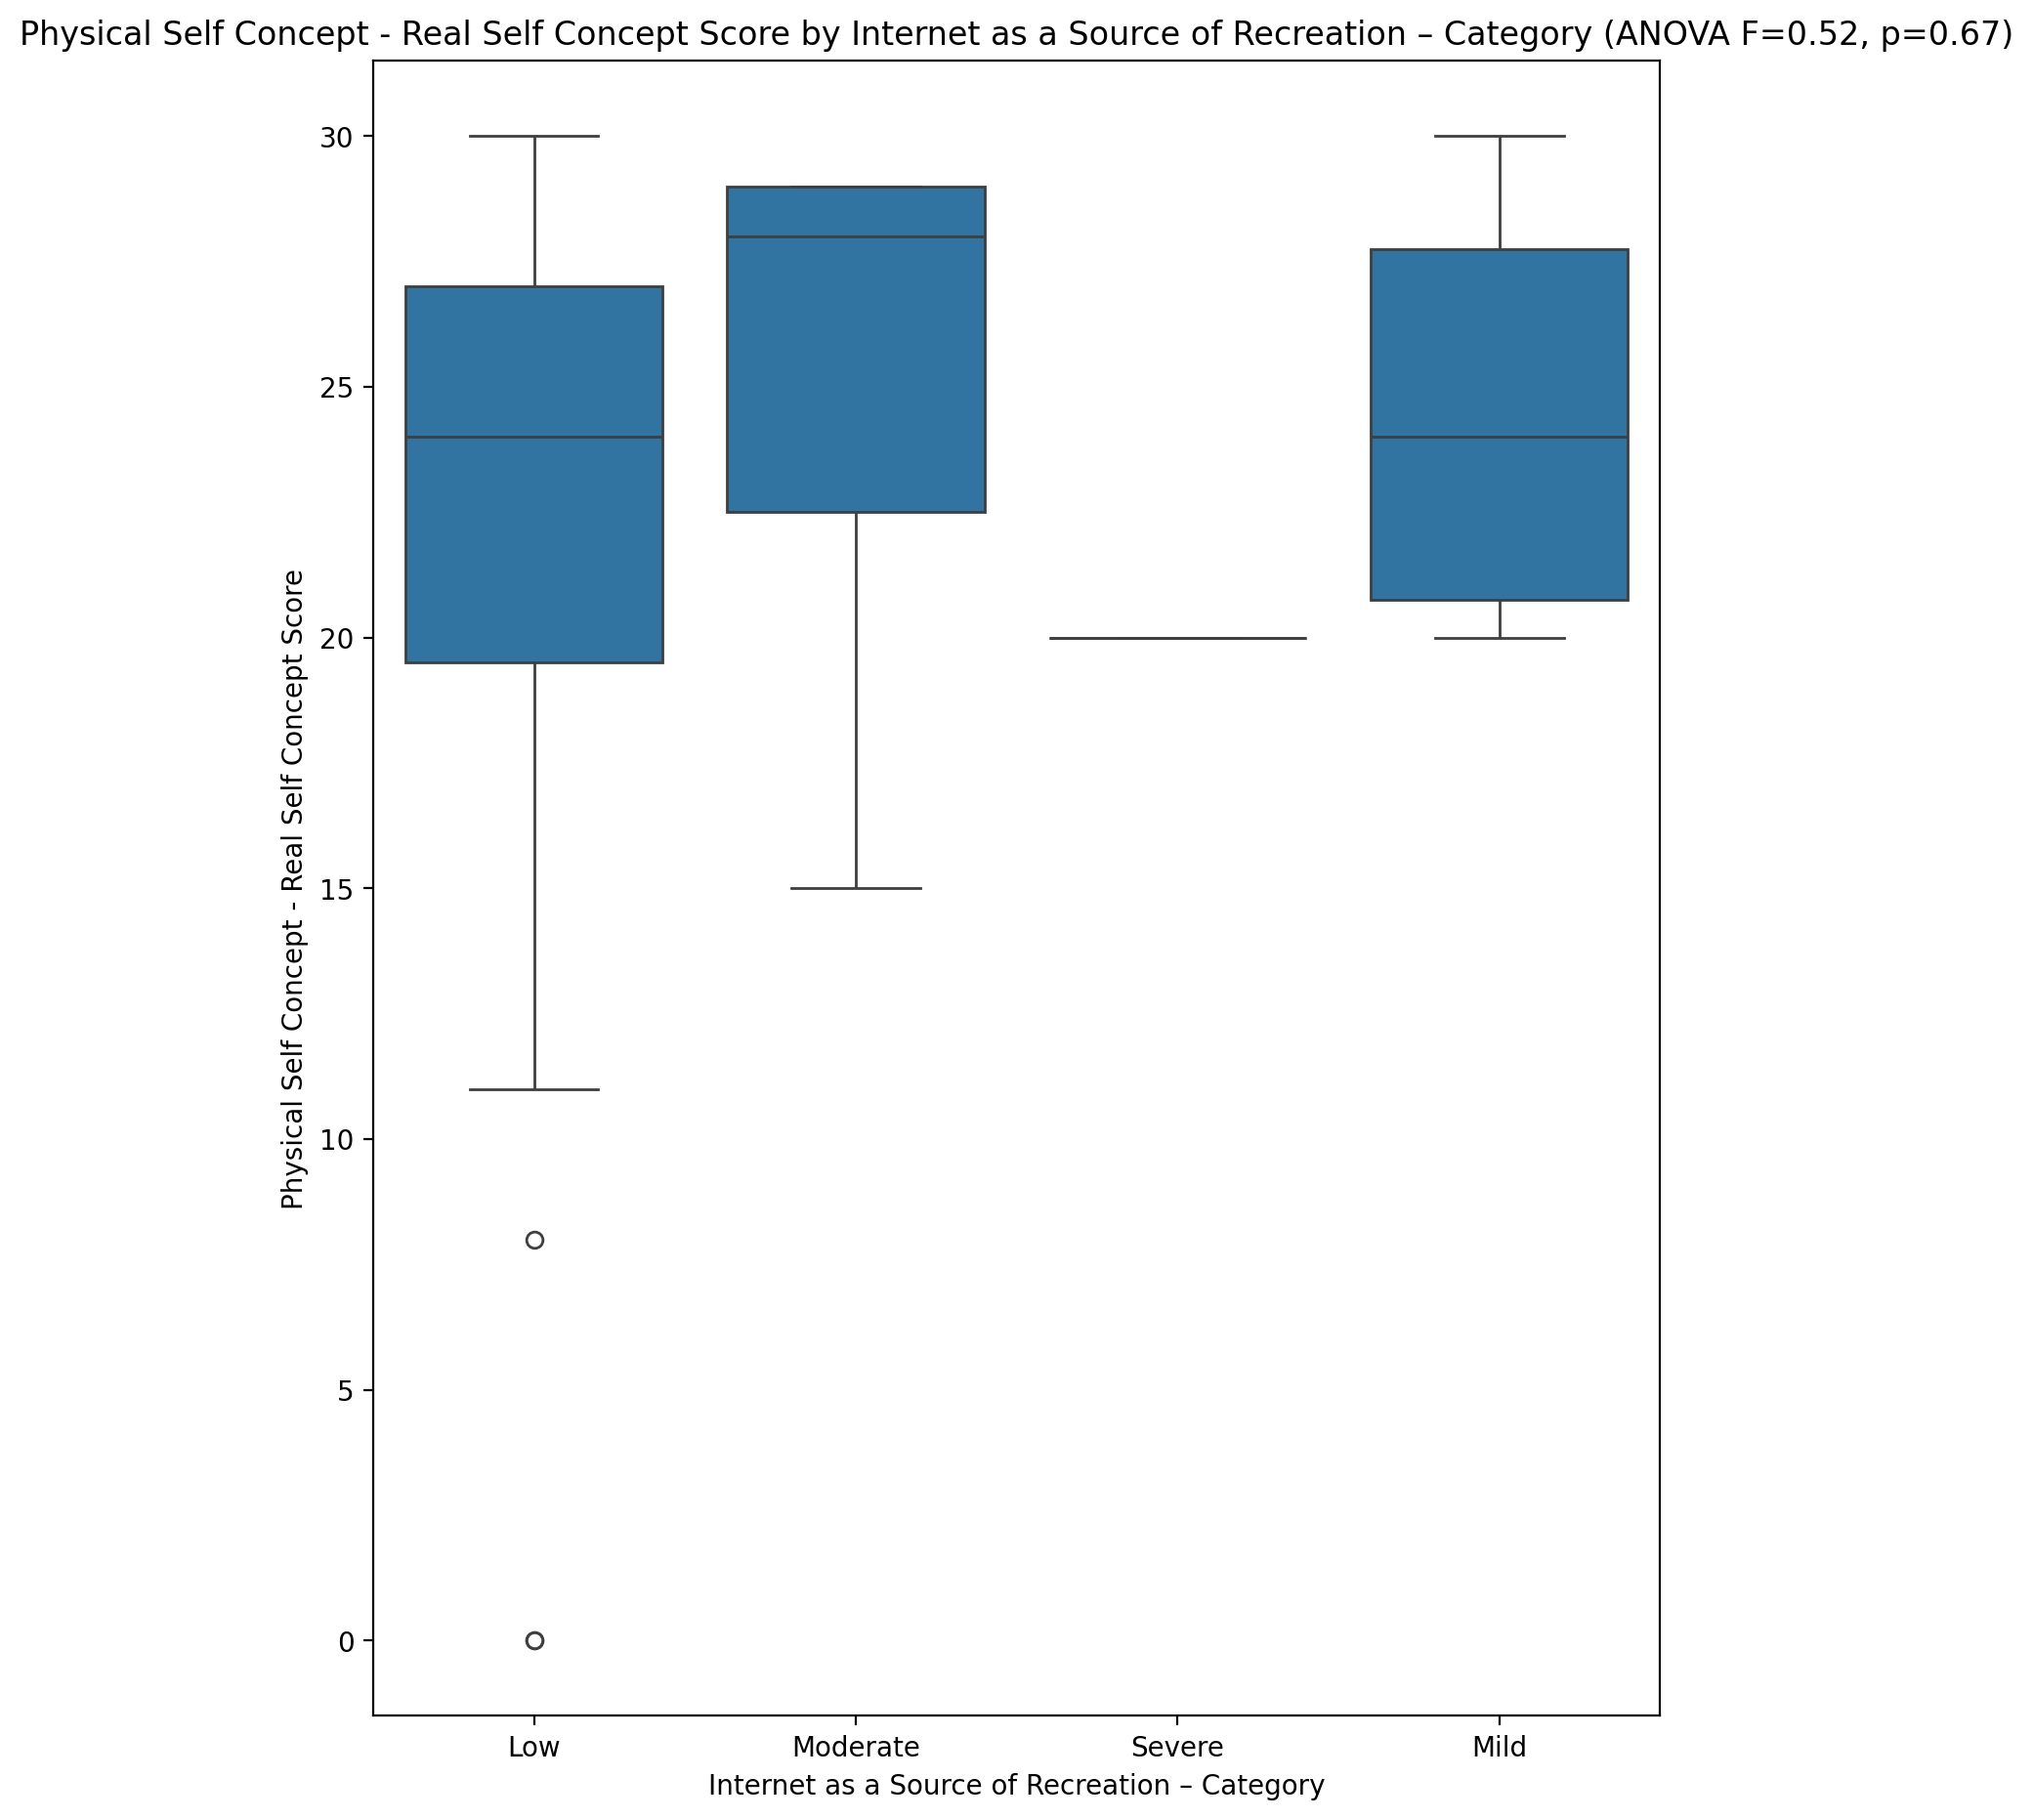 Physical Self Concept - Real Self Concept Score by Internet as a Source of Recreation – Category (ANOVA F=0.52, p=0.67)
Physical Self Concept - Real Self Concept Score
30
25
20
15
10
5
0
Low Moderate Severe Mild
Internet as a Source of Recreation – Category